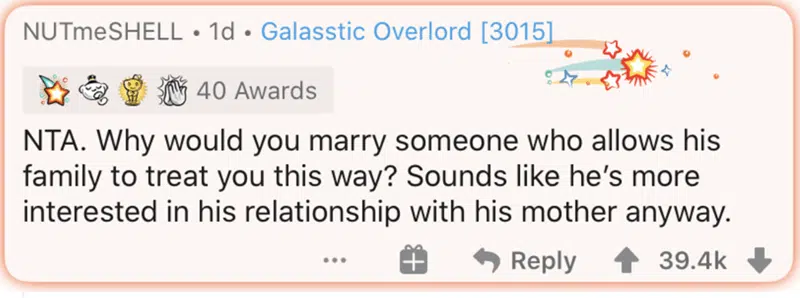 NUTmeSHELL • 1d • Galasstic Overlord [3015]
40 Awards
NTA. Why would you marry someone who allows his
family to treat you this way? Sounds like he's more
interested in his relationship with his mother anyway.
... Reply 39.4k